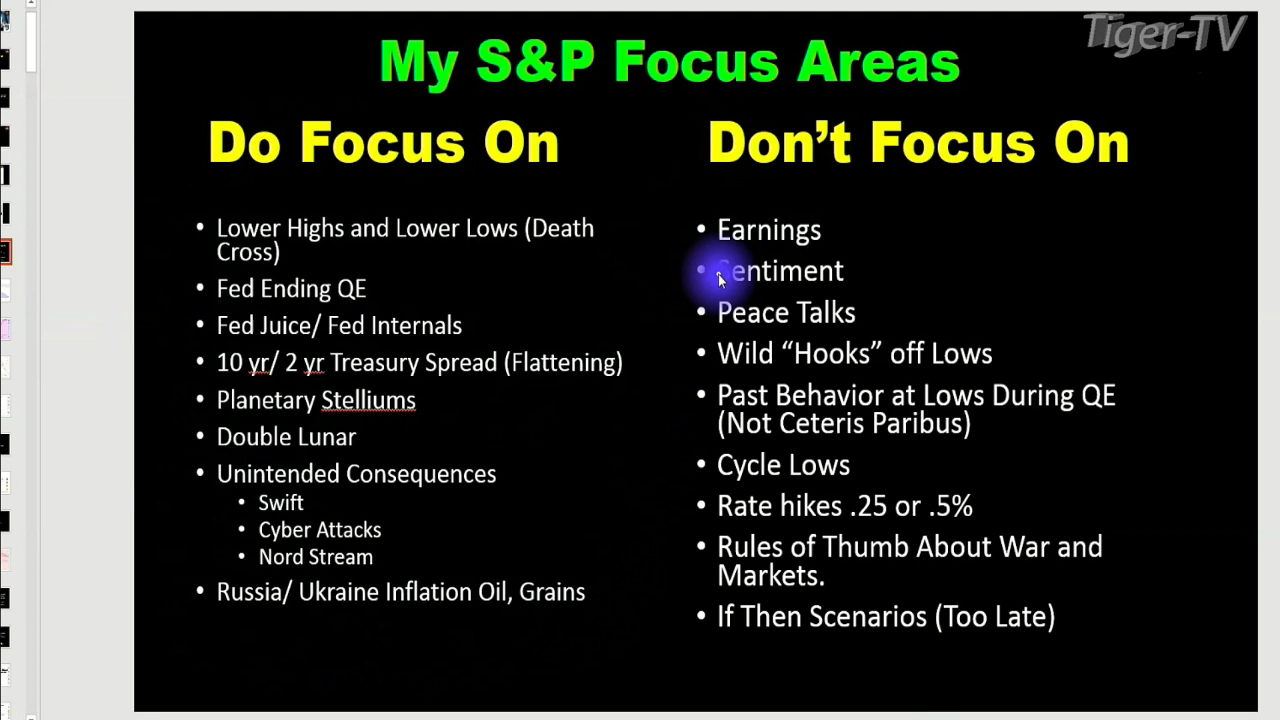 Tiger-TV
My S&P Focus Areas
Do Focus On
• Lower Highs and Lower Lows (Death
Cross)
• Fed Ending QE
• Fed Juice/ Fed Internals
• 10 yr/ 2 yr Treasury Spread (Flattening)
• Planetary Stelliums
• Double Lunar
• Unintended Consequences
• Swift
• Cyber Attacks
• Nord Stream
• Russia/ Ukraine Inflation Oil, Grains
Don’t Focus On
• Earnings
• Sentiment
• Peace Talks
• Wild “Hooks” off Lows
• Past Behavior at Lows During QE
(Not Ceteris Paribus)
• Cycle Lows
• Rate hikes .25 or .5%
• Rules of Thumb About War and
Markets.
• If Then Scenarios (Too Late)